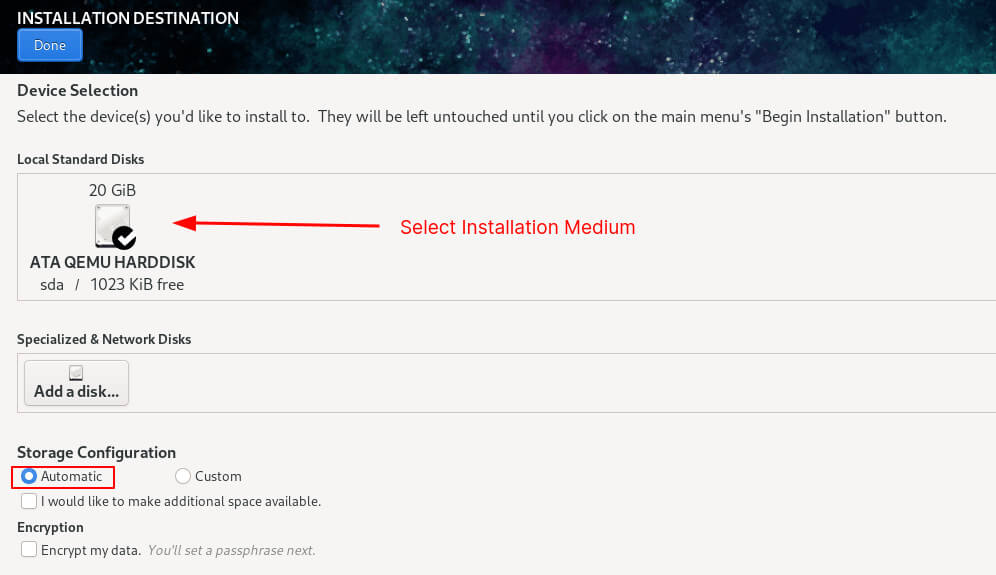 INSTALLATION DESTINATION
Done
Device Selection
Select the device(s) you'd like to install to. They will be left untouched until you click on the main menu's "Begin Installation" button.
Local Standard Disks
20 GiB
Select Installation Medium
ATA QEMU HARDDISK
sda / 1023 KiB free
Specialized & Network Disks
Add a disk...
Storage Configuration
Automatic Custom
I would like to make additional space available.
Encryption
Encrypt my data. You'll set a passphrase next.